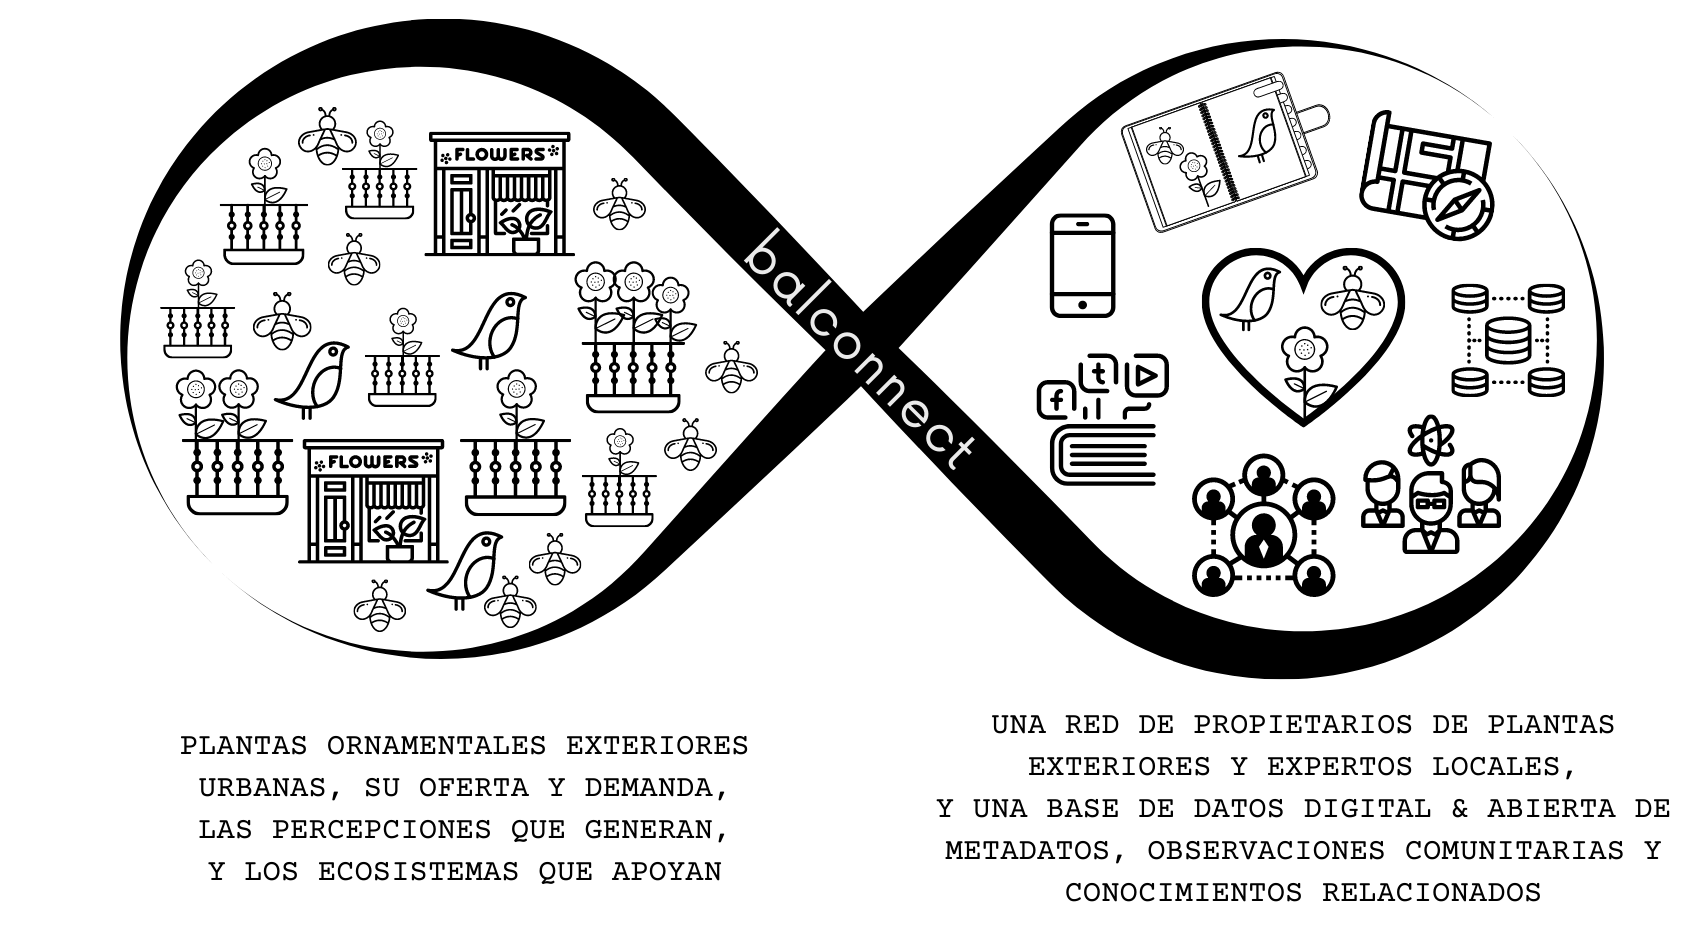 FLOWERS
FLOWERS
balconnect
f
t
PLANTAS ORNAMENTALES EXTERIORES
URBANAS, SU OFERTA Y DEMANDA,
LAS PERCEPCIONES QUE GENERAN,
Y LOS ECOSISTEMAS QUE APOYAN
UNA RED DE PROPIETARIOS DE PLANTAS
EXTERIORES Y EXPERTOS LOCALES,
Y UNA BASE DE DATOS DIGITAL & ABIERTA DE
METADATOS, OBSERVACIONES COMUNITARIAS Y
CONOCIMIENTOS RELACIONADOS